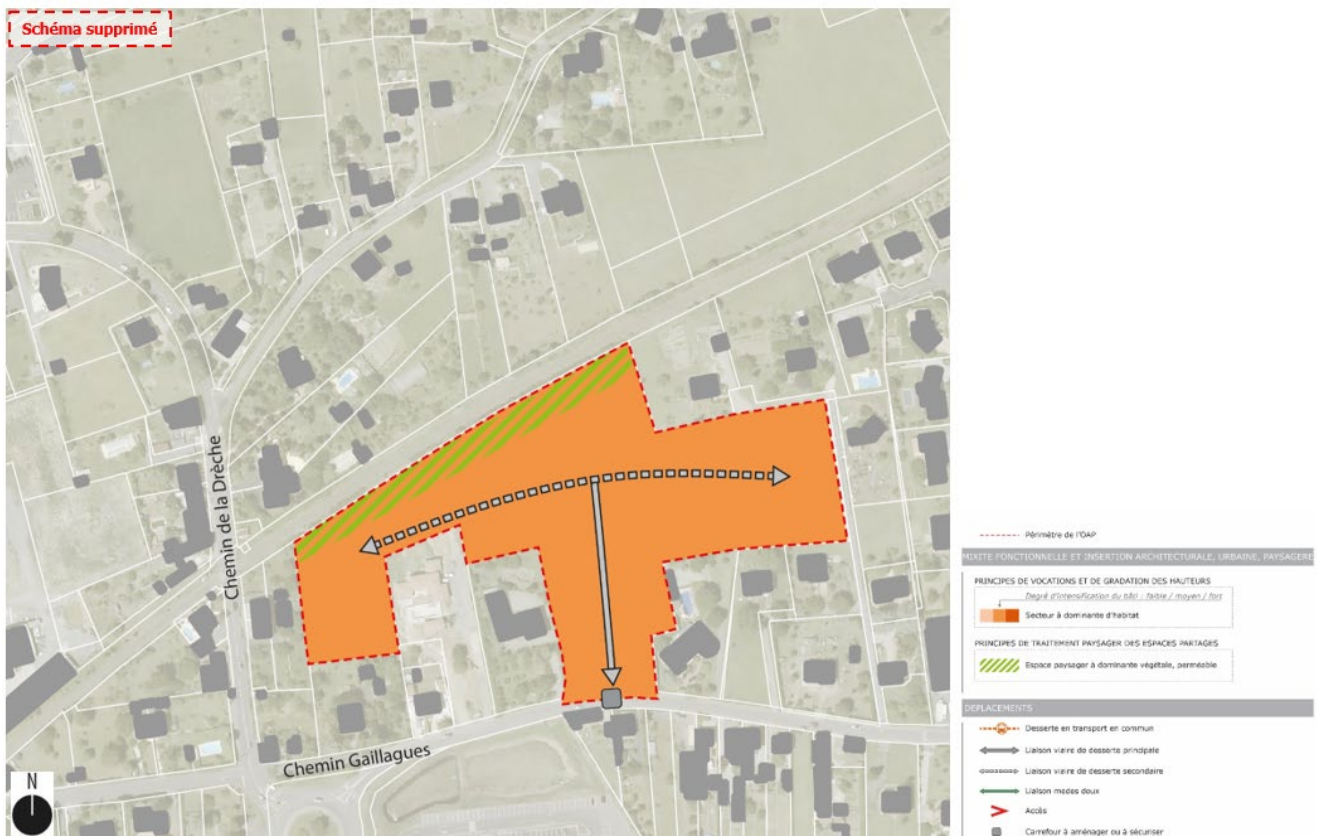 Schéma supprimé
Chemin de la Drèche
Chemin Gaillagues
N
Périmètre de l'OAP
MIXITE FONCTIONNELLE ET INSERTION ARCHITECTURALE, URBAINE, PAYSAGERE
PRINCIPES DE VOCATIONS ET DE GRADATION DES HAUTEURS
Degré d'intensification du bâti : faible / moyen / fort
Secteur à dominante d'habitat
PRINCIPES DE TRAITEMENT PAYSAGER DES ESPACES PARTAGES
Espace paysager à dominante végétale, perméable
DEPLACEMENTS
Desserte en transport en commun
Liaison viaire de desserte principale
Liaison viaire de desserte secondaire
Liaison modes doux
Accès
Carrefour à aménager ou à sécuriser